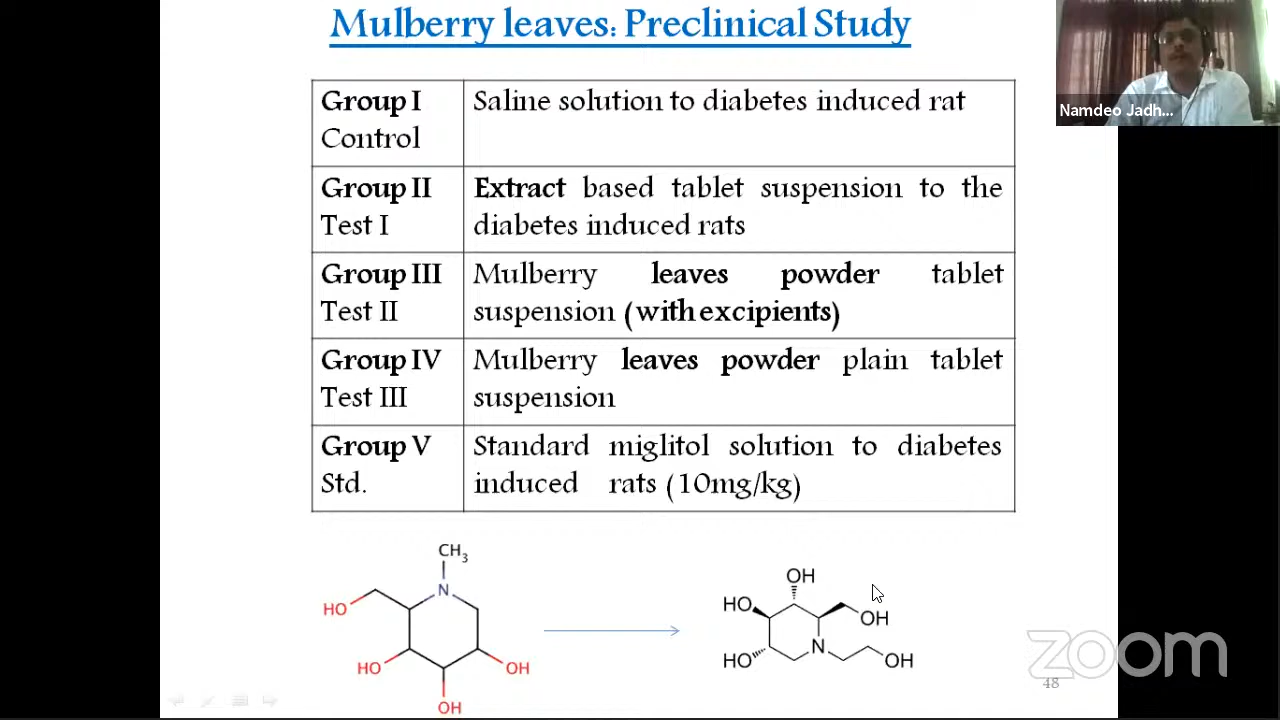 Mulberry leaves: Preclinical Study
Group I
Control
Saline solution to diabetes induced rat
Group II
Test I
Extract based tablet suspension to the
diabetes induced rats
Group III
Test II
Mulberry leaves powder tablet
suspension (with excipients)
Group IV
Test III
Mulberry leaves powder plain tablet
suspension
Group V
Std.
Standard miglitol solution to diabetes
induced rats (10mg/kg)
CH3
N
HO
HO
OH
OH
OH
HO
OH
HO
N
OH
Namdeo Jadh...
zoom
48